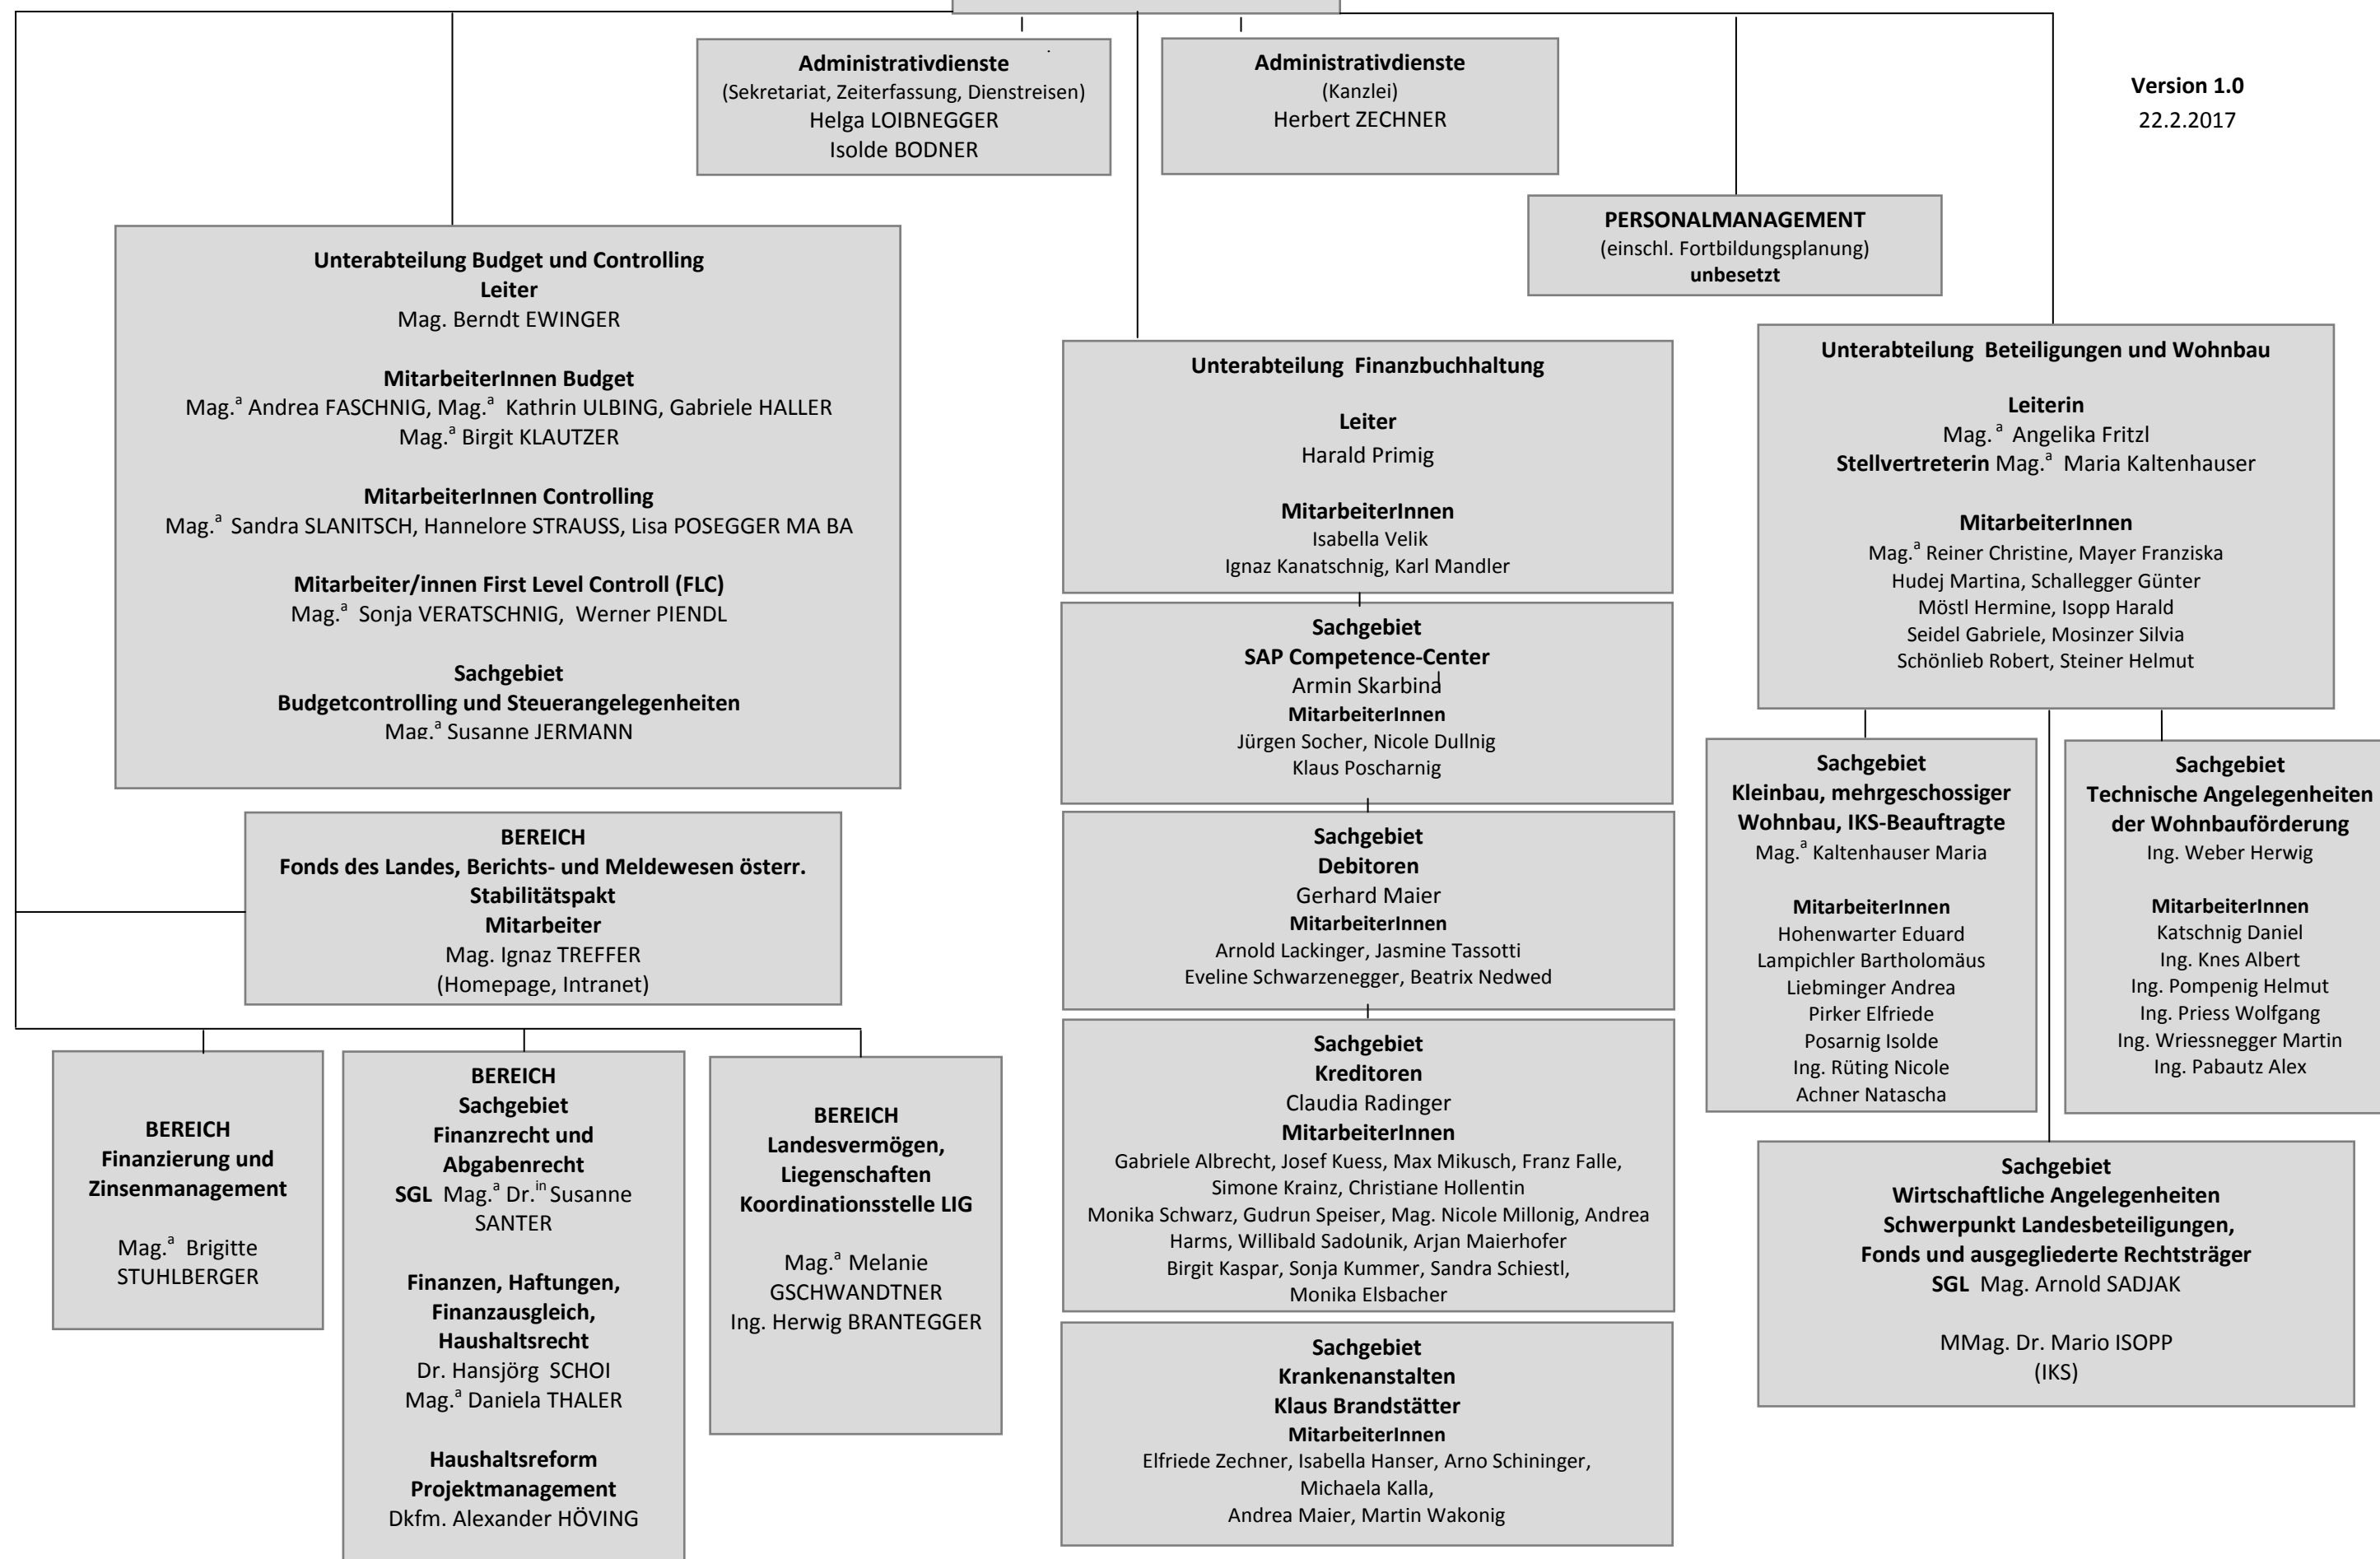 Administrativdienste
(Sekretariat, Zeiterfassung, Dienstreisen)
Helga LOIBNEGGER
Isolde BODNER
Administrativdienste
(Kanzlei)
Herbert ZECHNER
Version 1.0
22.2.2017
PERSONALMANAGEMENT
(einschl. Fortbildungsplanung)
unbesetzt
Unterabteilung Budget und Controlling
Leiter
Mag. Berndt EWINGER
MitarbeiterInnen Budget
Mag.ª Andrea FASCHNIG, Mag.ª Kathrin ULBING, Gabriele HALLER
Mag.ª Birgit KLAUTZER
MitarbeiterInnen Controlling
Mag.ª Sandra SLANITSCH, Hannelore STRAUSS, Lisa POSEGGER MA BA
Mitarbeiter/innen First Level Controll (FLC)
Mag.ª Sonja VERATSCHNIG, Werner PIENDL
Sachgebiet
Budgetcontrolling und Steuerangelegenheiten
Mag.ª Susanne JERMANN
BEREICH
Fonds des Landes, Berichts- und Meldewesen österr.
Stabilitätspakt
Mitarbeiter
Mag. Ignaz TREFFER
(Homepage, Intranet)
BEREICH
Finanzierung und
Zinsenmanagement
Mag.ª Brigitte
STUHLBERGER
BEREICH
Sachgebiet
Finanzrecht und
Abgabenrecht
SGL Mag.ª Dr.ⁱⁿ Susanne
SANTER
Finanzen, Haftungen,
Finanzausgleich,
Haushaltsrecht
Dr. Hansjörg SCHOI
Mag.ª Daniela THALER
Haushaltsreform
Projektmanagement
Dkfm. Alexander HÖVING
BEREICH
Landesvermögen,
Liegenschaften
Koordinationsstelle LIG
Mag.ª Melanie
GSCHWANDTNER
Ing. Herwig BRANTEGGER
Unterabteilung Finanzbuchhaltung
Leiter
Harald Primig
MitarbeiterInnen
Isabella Velik
Ignaz Kanatschnig, Karl Mandler
Sachgebiet
SAP Competence-Center
Armin Skarbina
MitarbeiterInnen
Jürgen Socher, Nicole Dullnig
Klaus Poscharnig
Sachgebiet
Debitoren
Gerhard Maier
MitarbeiterInnen
Arnold Lackinger, Jasmine Tassotti
Eveline Schwarzenegger, Beatrix Nedwed
Sachgebiet
Kreditoren
Claudia Radinger
MitarbeiterInnen
Gabriele Albrecht, Josef Kuess, Max Mikusch, Franz Falle,
Simone Krainz, Christiane Hollentin
Monika Schwarz, Gudrun Speiser, Mag. Nicole Millonig, Andrea
Harms, Willibald Sadounik, Arjan Maierhofer
Birgit Kaspar, Sonja Kummer, Sandra Schiestl,
Monika Elsbacher
Sachgebiet
Krankenanstalten
Klaus Brandstätter
MitarbeiterInnen
Elfriede Zechner, Isabella Hanser, Arno Schininger,
Michaela Kalla,
Andrea Maier, Martin Wakonig
Unterabteilung Beteiligungen und Wohnbau
Leiterin
Mag.ª Angelika Fritzl
Stellvertreterin Mag.ª Maria Kaltenhauser
MitarbeiterInnen
Mag.ª Reiner Christine, Mayer Franziska
Hudej Martina, Schallegger Günter
Möstl Hermine, Isopp Harald
Seidel Gabriele, Mosinzer Silvia
Schönlieb Robert, Steiner Helmut
Sachgebiet
Kleinbau, mehrgeschossiger
Wohnbau, IKS-Beauftragte
Mag.ª Kaltenhauser Maria
MitarbeiterInnen
Hohenwarter Eduard
Lampichler Bartholomäus
Liebminger Andrea
Pirker Elfriede
Posarnig Isolde
Ing. Rüting Nicole
Achner Natascha
Sachgebiet
Technische Angelegenheiten
der Wohnbauförderung
Ing. Weber Herwig
MitarbeiterInnen
Katschnig Daniel
Ing. Knes Albert
Ing. Pompenig Helmut
Ing. Priess Wolfgang
Ing. Wriessnegger Martin
Ing. Pabautz Alex
Sachgebiet
Wirtschaftliche Angelegenheiten
Schwerpunkt Landesbeteiligungen,
Fonds und ausgegliederte Rechtsträger
SGL Mag. Arnold SADJAK
MMag. Dr. Mario ISOPP
(IKS)